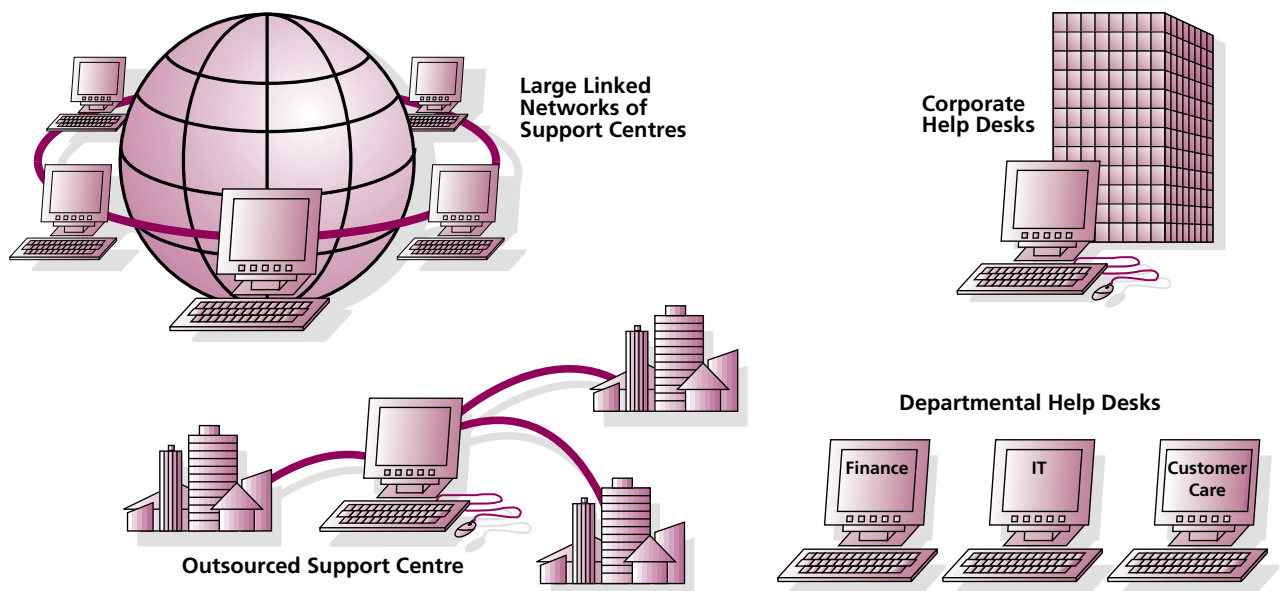 Large Linked
Networks of
Support Centres
Corporate
Help Desks
Outsourced Support Centre
Departmental Help Desks
Finance
IT
Customer
Care